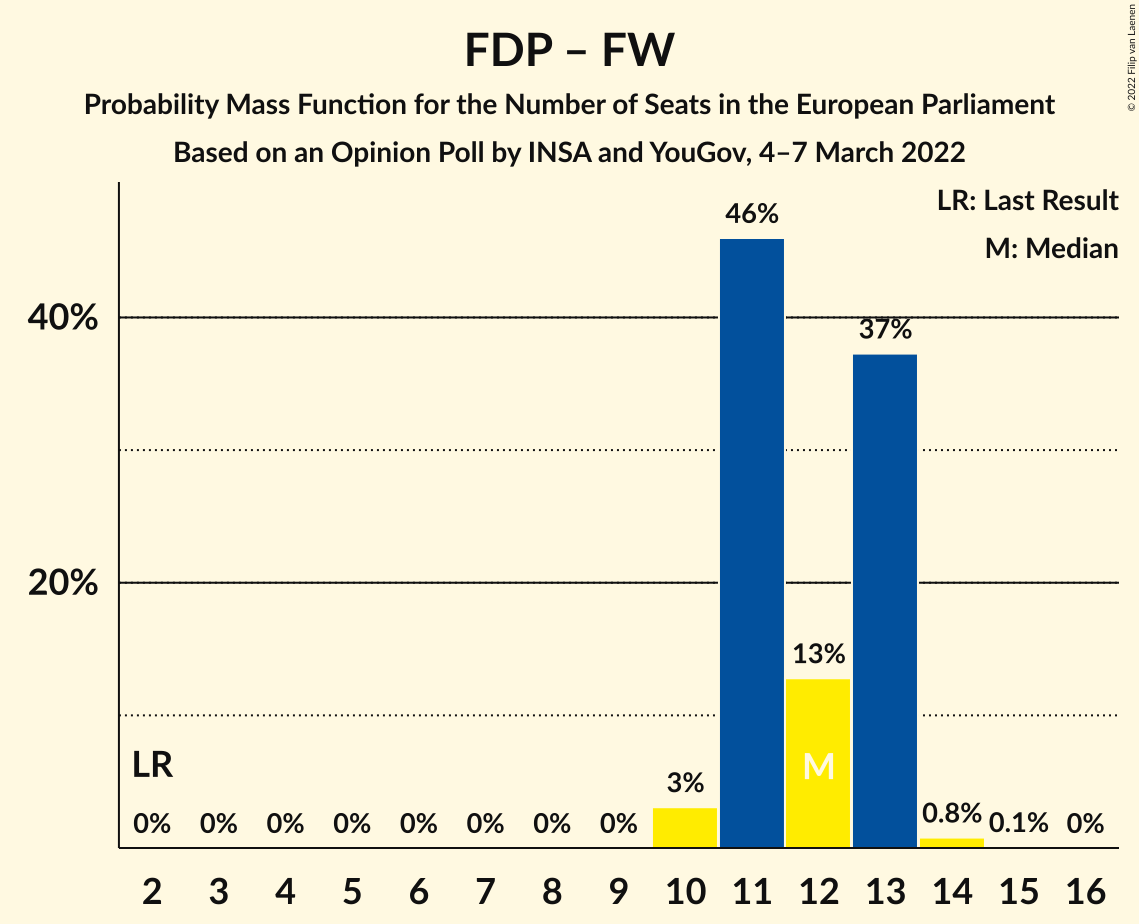 FDP – FW
Probability Mass Function for the Number of Seats in the European Parliament
Based on an Opinion Poll by INSA and YouGov, 4–7 March 2022
© 2022 Filip van Laenen
LR: Last Result
M: Median
46%
40%
37%
20%
13%
LR
M
3%
0% 0% 0% 0% 0% 0% 0% 0% 0.8% 0.1% 0%
2 3 4 5 6 7 8 9 10 11 12 13 14 15 16